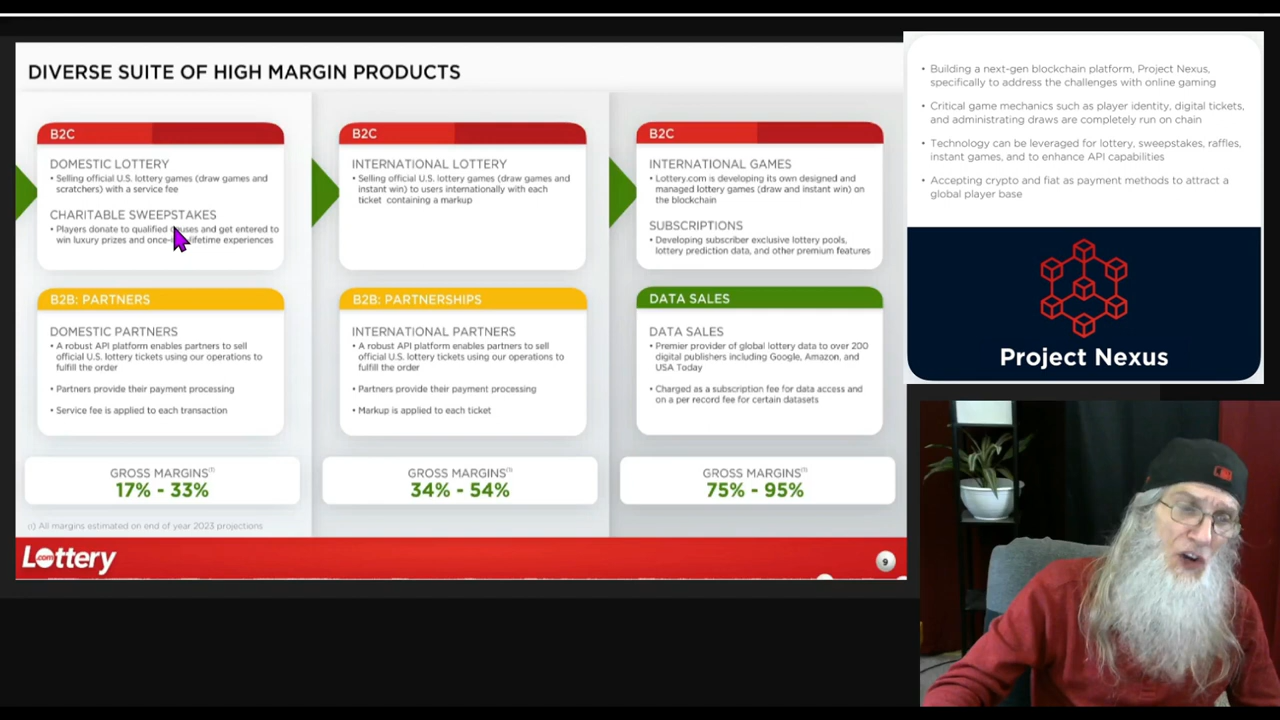 DIVERSE SUITE OF HIGH MARGIN PRODUCTS
B2C
DOMESTIC LOTTERY
• Selling official U.S. lottery games (draw games and
scratchers) with a service fee
CHARITABLE SWEEPSTAKES
• Players donate to qualified causes and get entered to
win luxury prizes and once- lifetime experiences
B2B: PARTNERS
DOMESTIC PARTNERS
• A robust API platform enables partners to sell
official U.S. lottery tickets using our operations to
fulfill the order
• Partners provide their payment processing
• Service fee is applied to each transaction
GROSS MARGINS(1)
17% - 33%
B2C
INTERNATIONAL LOTTERY
• Selling official U.S. lottery games (draw games and
instant win) to users internationally with each
ticket containing a markup
B2B: PARTNERSHIPS
INTERNATIONAL PARTNERS
• A robust API platform enables partners to sell
official U.S. lottery tickets using our operations to
fulfill the order
• Partners provide their payment processing
• Markup is applied to each ticket
GROSS MARGINS(1)
34% - 54%
B2C
INTERNATIONAL GAMES
• Lottery.com is developing its own designed and
managed lottery games (draw and instant win) on
the blockchain
SUBSCRIPTIONS
• Developing subscriber exclusive lottery pools,
lottery prediction data, and other premium features
DATA SALES
DATA SALES
• Premier provider of global lottery data to over 200
digital publishers including Google, Amazon, and
USA Today
• Charged as a subscription fee for data access and
on a per record fee for certain datasets
GROSS MARGINS(1)
75% - 95%
(1) All margins estimated on end of year 2023 projections
Lottery.com
9
• Building a next-gen blockchain platform, Project Nexus,
specifically to address the challenges with online gaming
• Critical game mechanics such as player identity, digital tickets,
and administrating draws are completely run on chain
• Technology can be leveraged for lottery, sweepstakes, raffles,
instant games, and to enhance API capabilities
• Accepting crypto and fiat as payment methods to attract a
global player base
Project Nexus